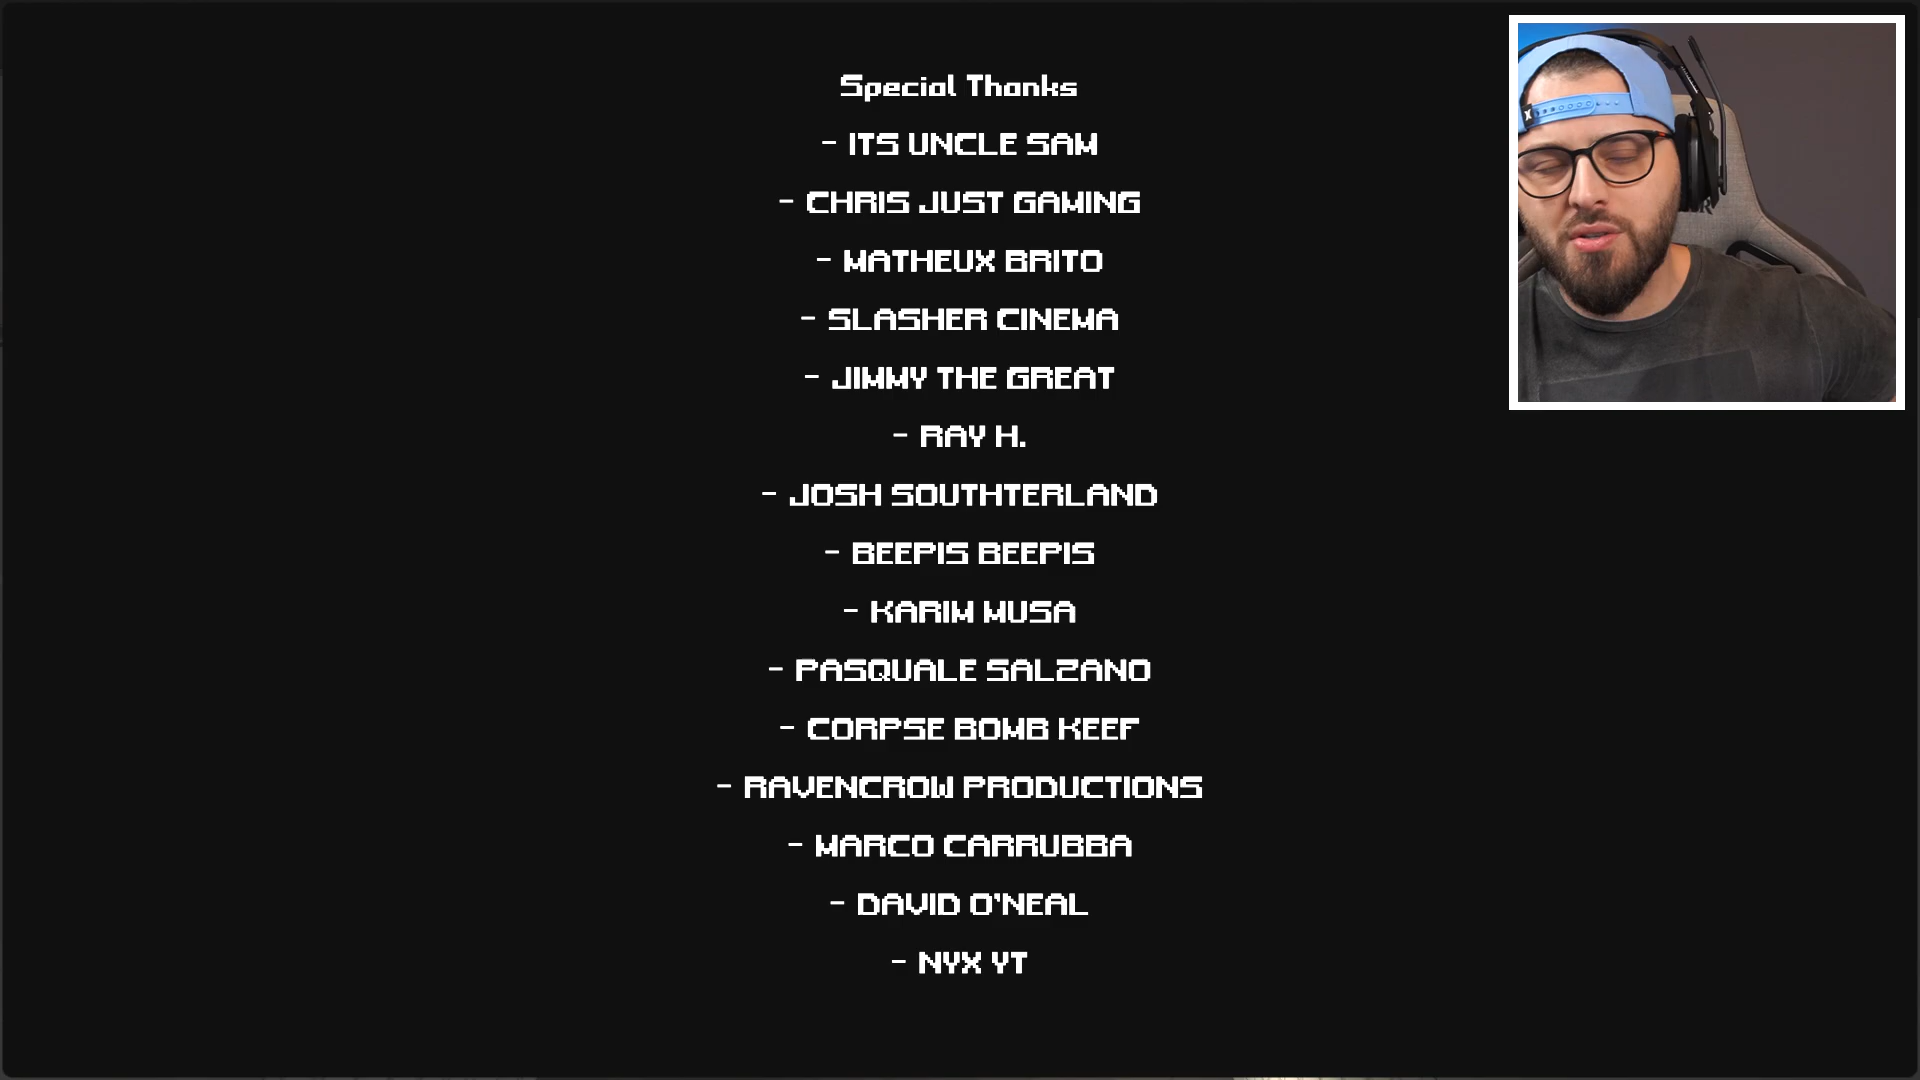 Special Thanks
- ITS UNCLE SAM
- CHRIS JUST GAMING
- MATHEUX BRITO
- SLASHER CINEMA
- JIMMY THE GREAT
- RAY H.
- JOSH SOUTHTERLAND
- BEEPIS BEEPIS
- KARIM MUSA
- PASQUALE SALZANO
- CORPSE BOMB KEEF
- RAVENCROW PRODUCTIONS
- MARCO CARRUBBA
- DAVID O'NEAL
- NYX YT